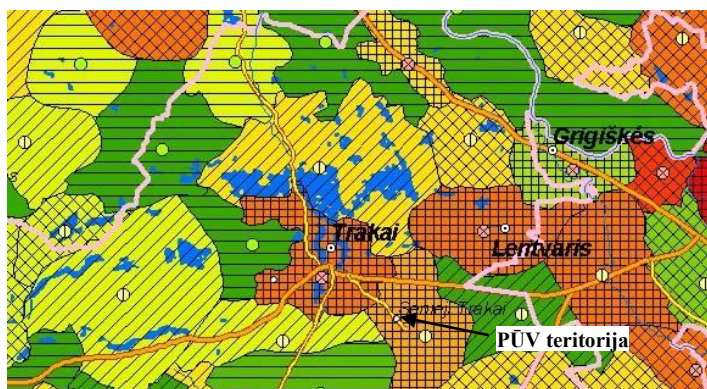 Grigiškės
Trakai
Lentvaris
Senieji Trakai
PŪV teritorija